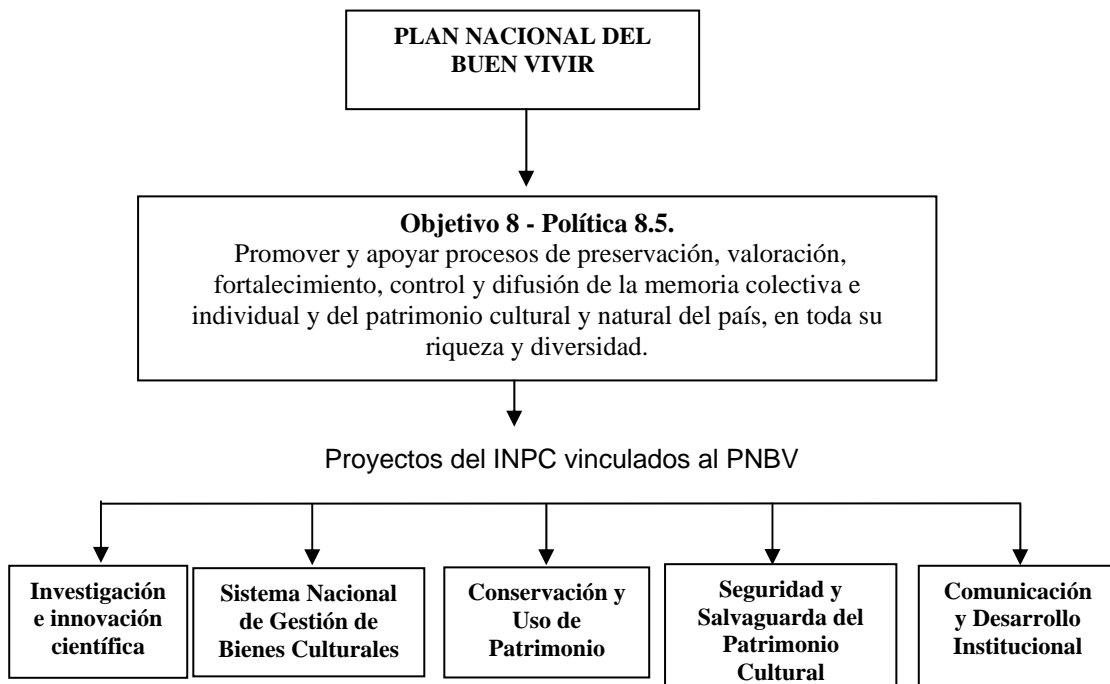 PLAN NACIONAL DEL
BUEN VIVIR
Objetivo 8 - Política 8.5.
Promover y apoyar procesos de preservación, valoración,
fortalecimiento, control y difusión de la memoria colectiva e
individual y del patrimonio cultural y natural del país, en toda su
riqueza y diversidad.
Proyectos del INPC vinculados al PNBV
Investigación
e innovación
científica
Sistema Nacional
de Gestión de
Bienes Culturales
Conservación y
Uso de
Patrimonio
Seguridad y
Salvaguarda del
Patrimonio
Cultural
Comunicación
y Desarrollo
Institucional